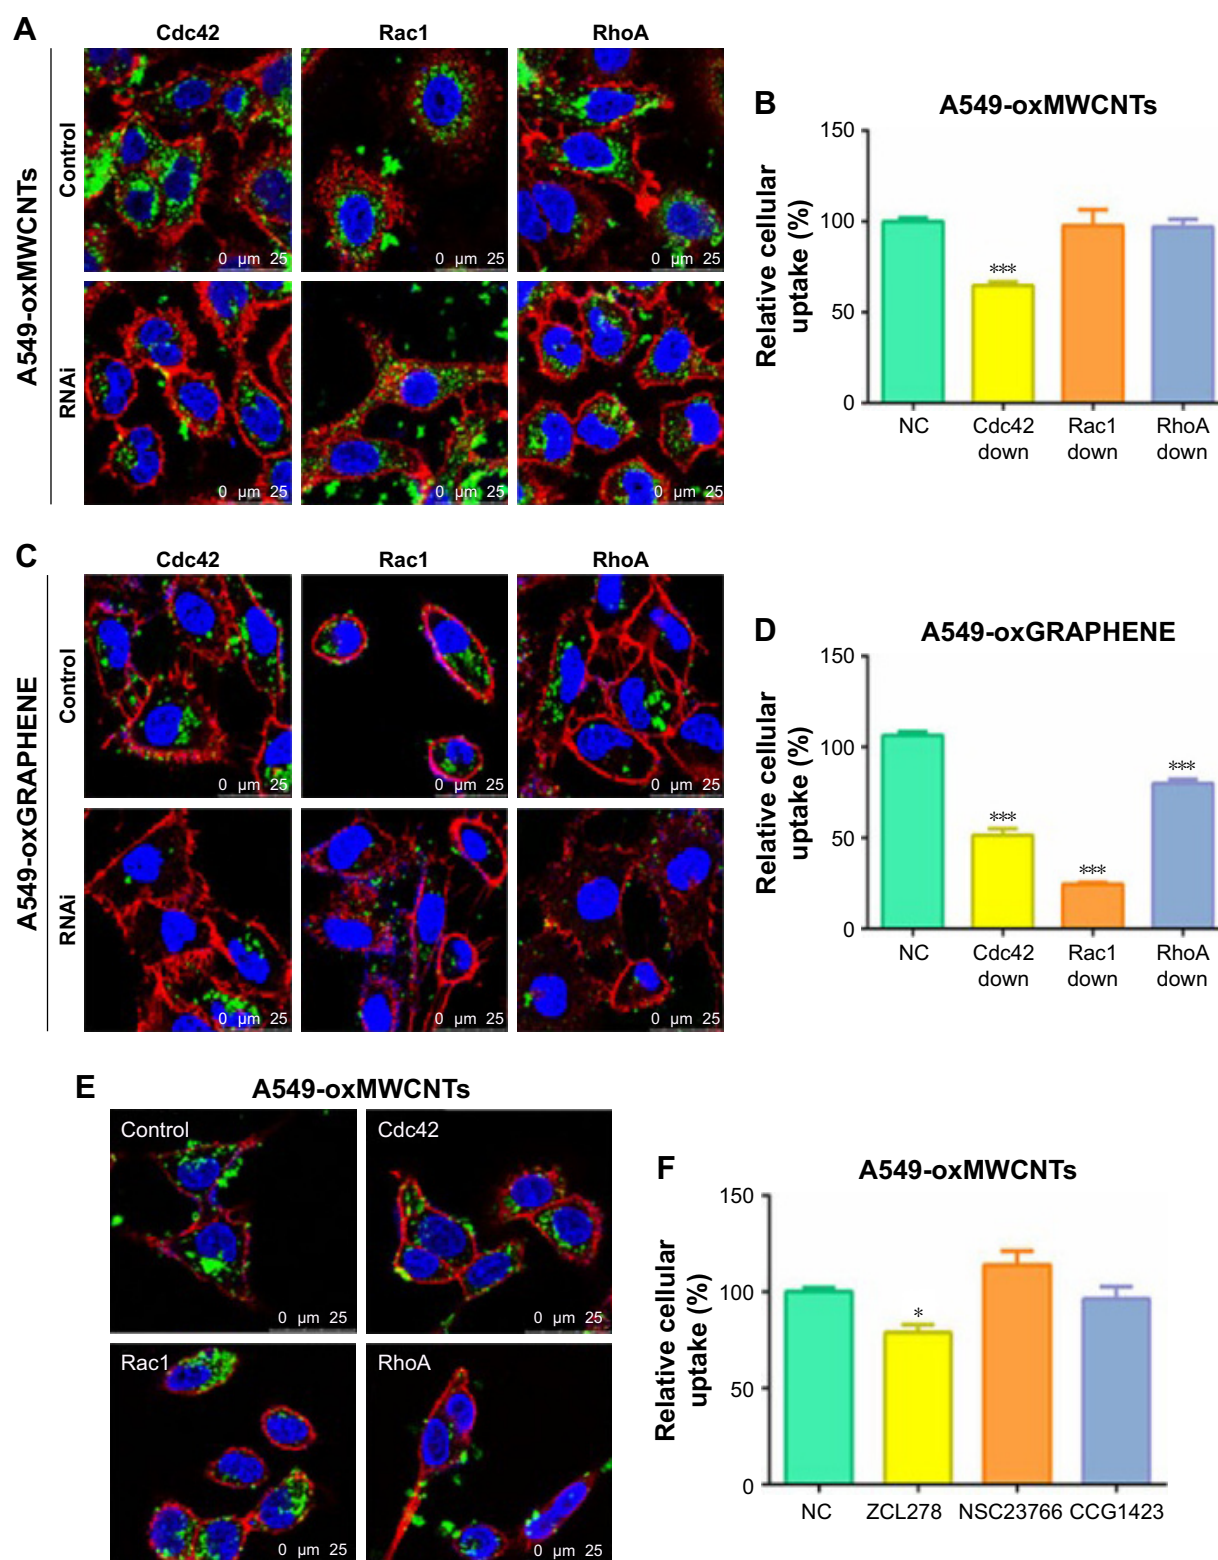 A
Cdc42 Rac1 RhoA
A549-oxMWCNTs
Control
0 µm 25 0 µm 25 0 µm 25
RNAi
0 µm 25 0 µm 25 0 µm 25
B
A549-oxMWCNTs
Relative cellular
uptake (%)
150
100
50
0
***
NC Cdc42 Rac1 RhoA
down down down
C
Cdc42 Rac1 RhoA
A549-oxGRAPHENE
Control
0 µm 25 0 µm 25 0 µm 25
RNAi
0 µm 25 0 µm 25 0 µm 25
D
A549-oxGRAPHENE
Relative cellular
uptake (%)
150
100
50
0
*** *** ***
NC Cdc42 Rac1 RhoA
down down down
E
A549-oxMWCNTs
Control Cdc42
0 µm 25 0 µm 25
Rac1 RhoA
0 µm 25 0 µm 25
F
A549-oxMWCNTs
Relative cellular
uptake (%)
150
100
50
0
*
NC ZCL278 NSC23766 CCG1423